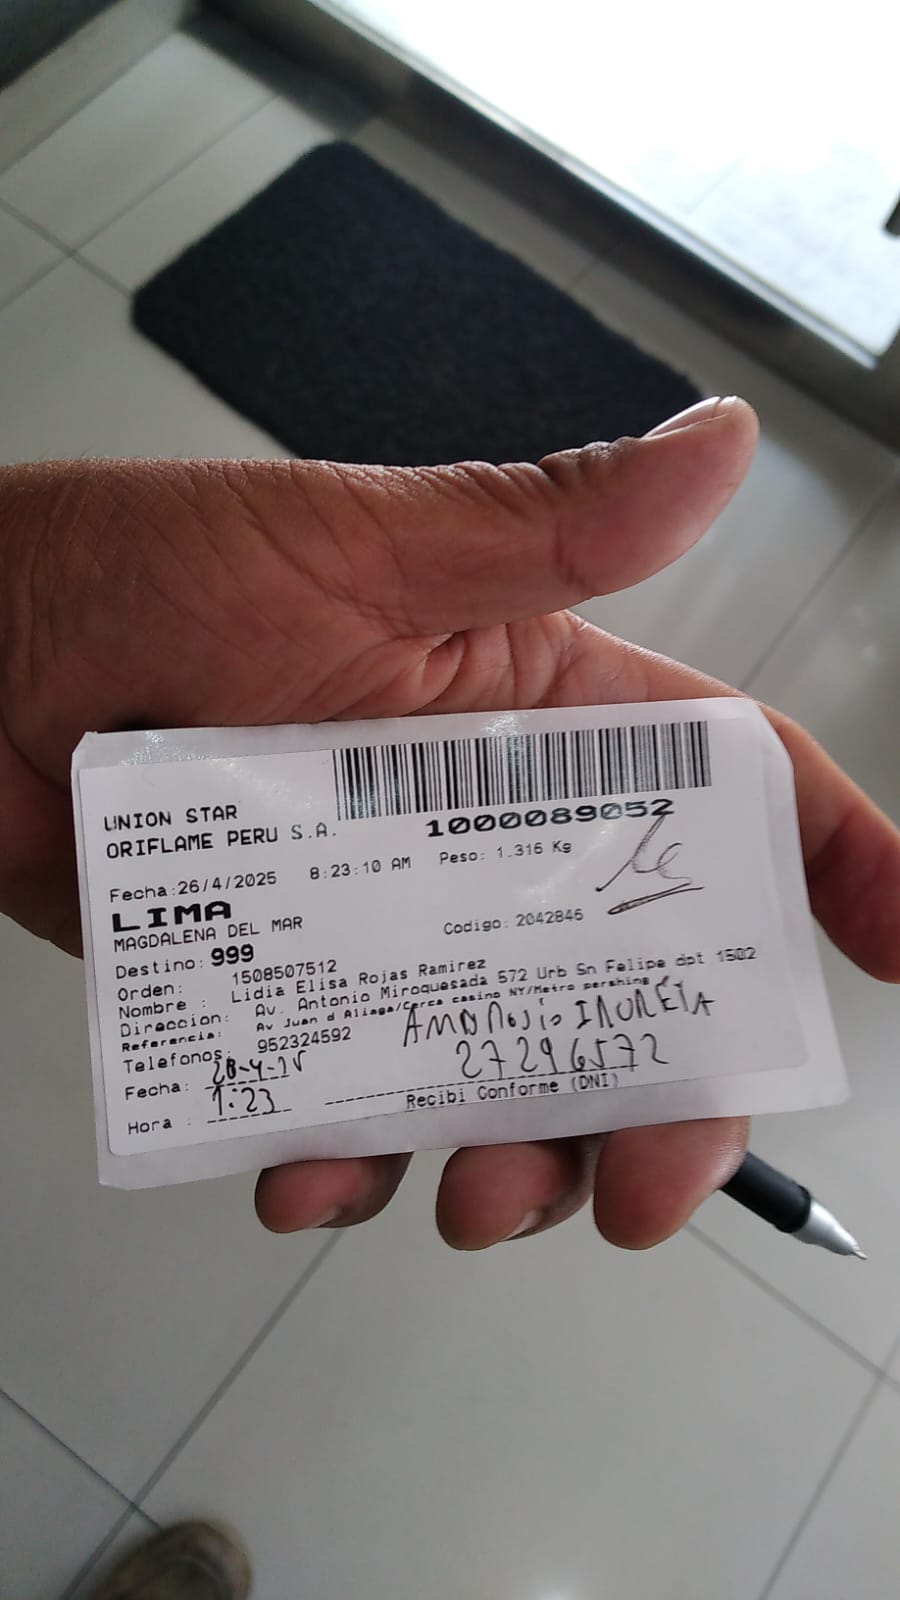 UNION STAR
ORIFLAME PERU S.A.
1000089052
Fecha:26/4/2025 8:23:10 AM Peso: 1.316 Kg
LIMA
MAGDALENA DEL MAR
Codigo: 2042846
Destino: 999
Orden: 1508507512
Nombre : Lidia Elisa Rojas Ramirez
Direccion: Av. Antonio Miroquesada 572 Urb Sn Felipe dpt 1502
Referencia: Av Juan d Aliaga/Cerca casino NY/Metro pershing
Telefonos: 952324592
AMBROSIO
27296572
Fecha: 28-4-25
Hora : 1:23
Recibi Conforme (DNI)